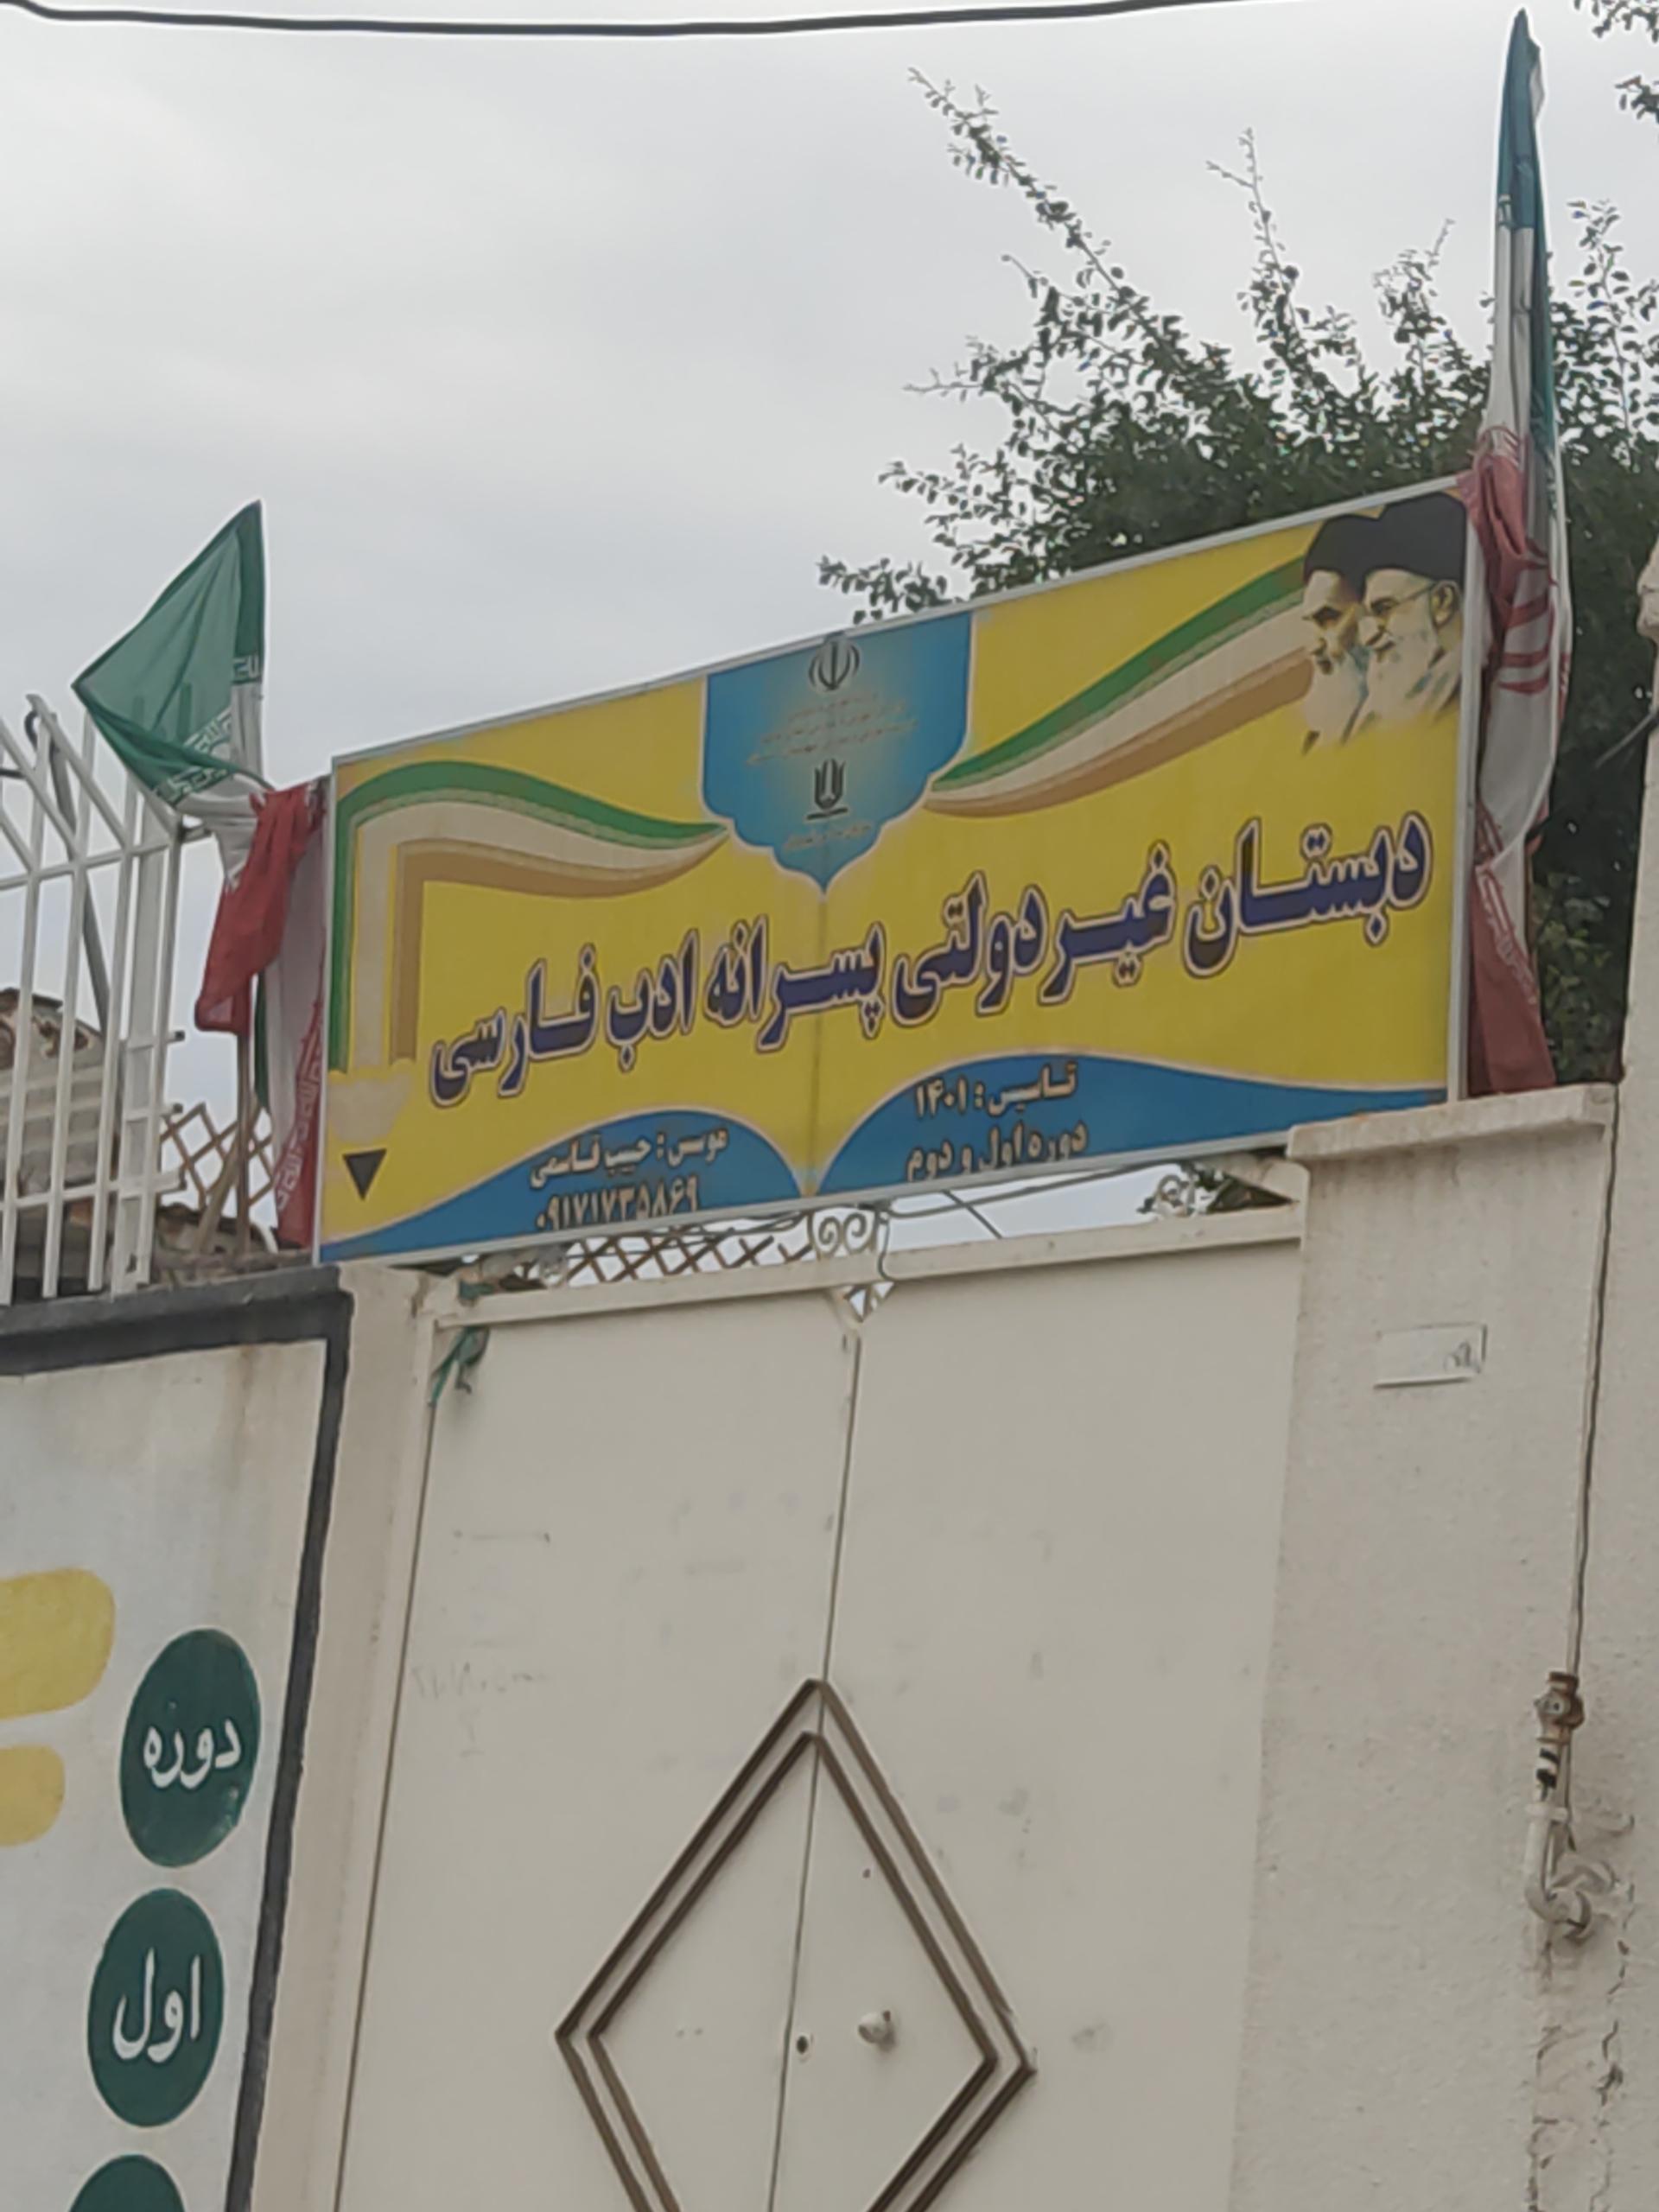 دبستان غیردولتی پسرانه ادب فارسی
تاسیس : ۱۴۰۱
دوره اول و دوم
موسس : حبیب قاسمی
۰۹۱۷۱۷۳۵۸۶۹
دوره
اول